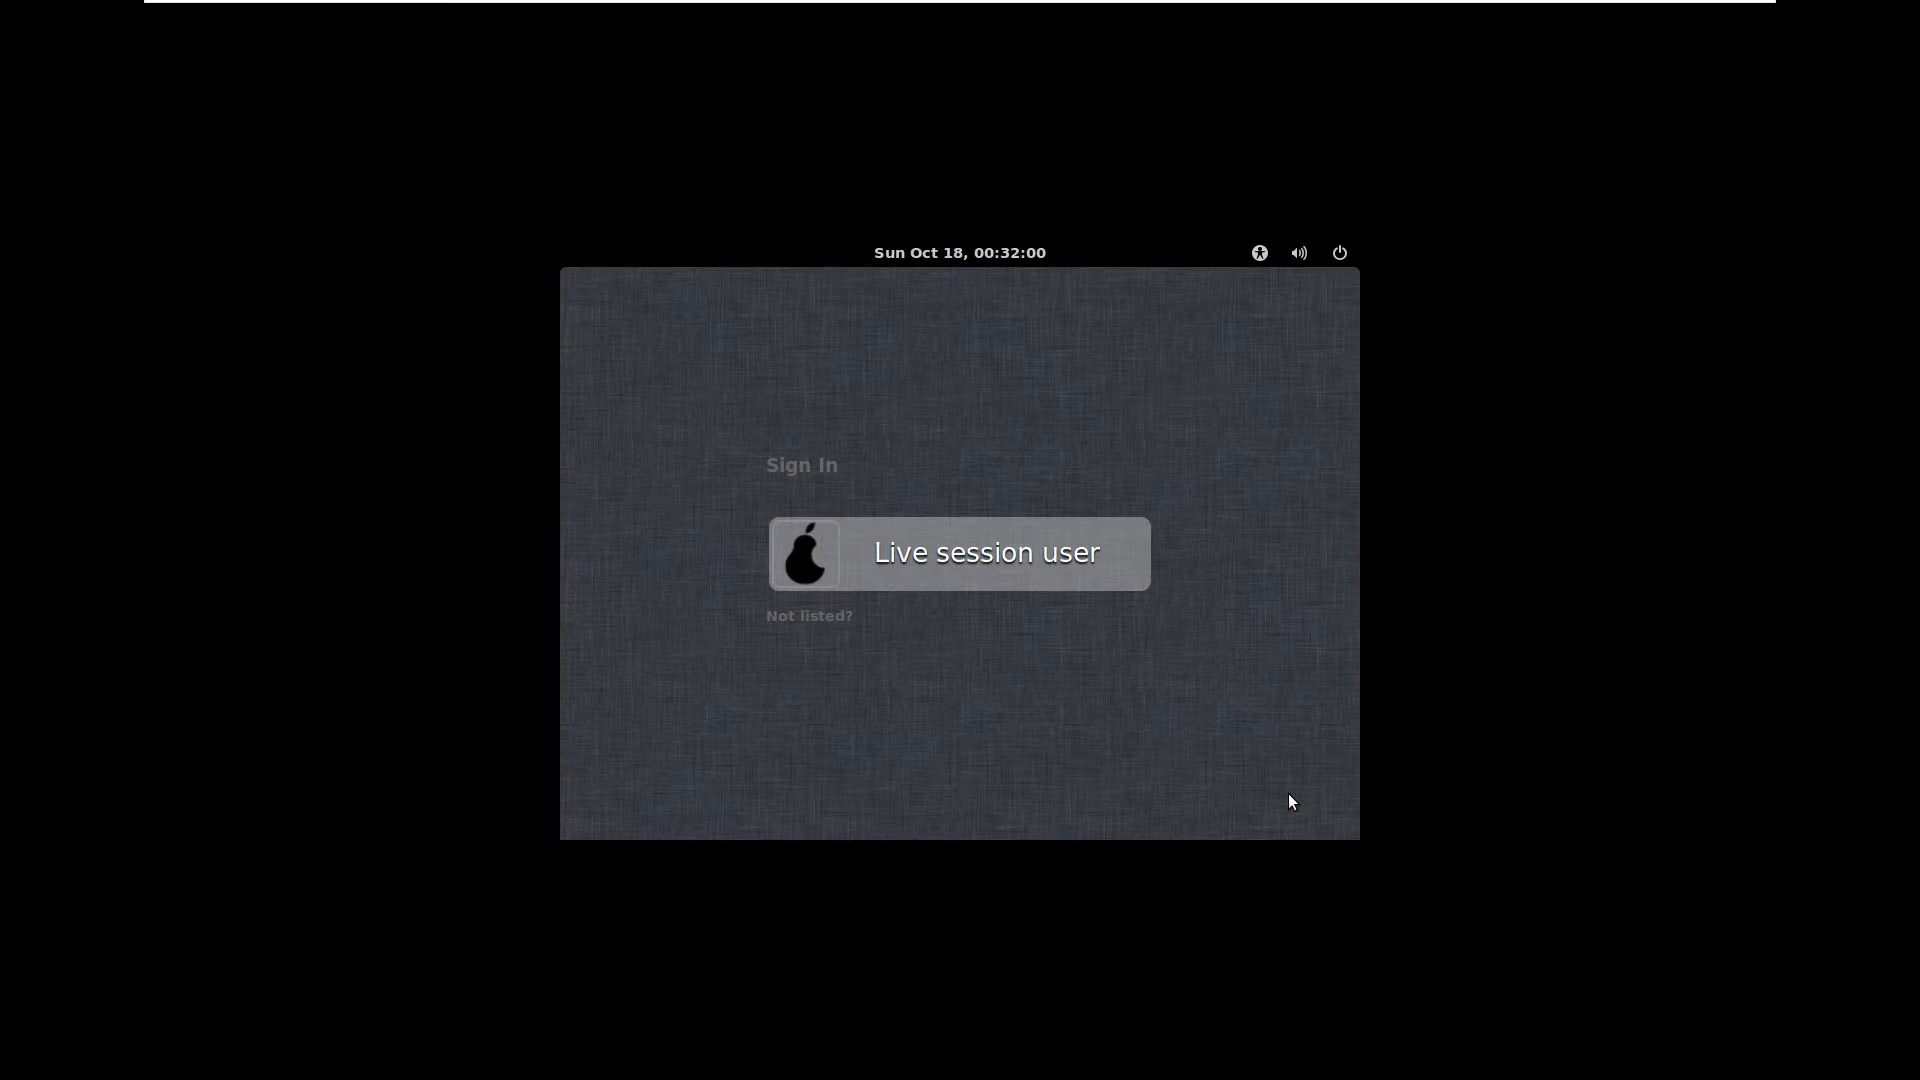 Sun Oct 18, 00:32:00
Sign In
Live session user
Not listed?